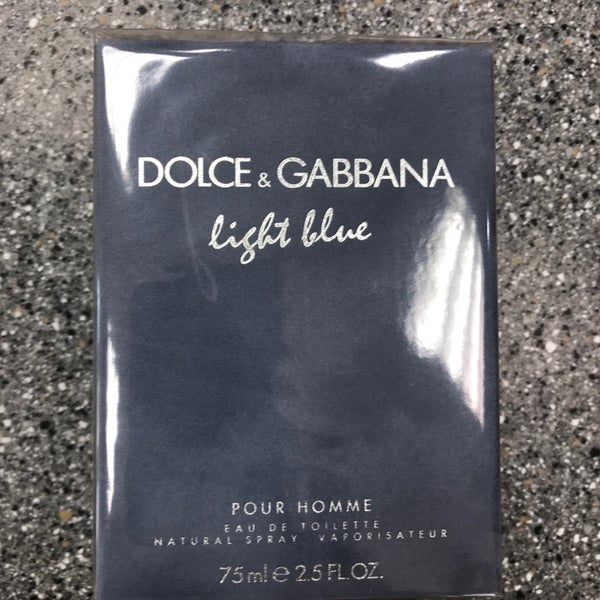 DOLCE & GABBANA
light blue
POUR HOMME
EAU DE TOILETTE
NATURAL SPRAY VAPORISATEUR
75ml e 2.5 FL.OZ.